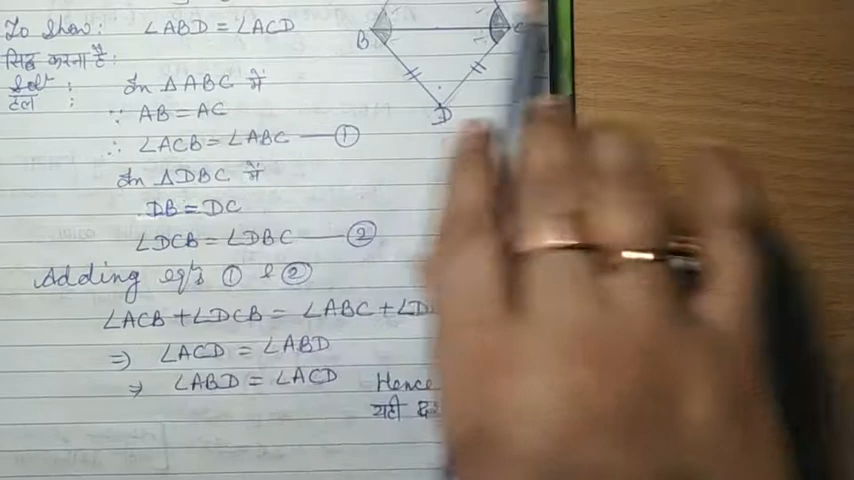 To Show: ∠ABD = ∠ACD
सिद्ध करना है:
Sol: In △ABC में
हल:
∵ AB = AC
∴ ∠ACB = ∠ABC — ①
In △DBC में
DB = DC
∠DCB = ∠DBC — ②
Adding eqⁿs ① & ②
∠ACB + ∠DCB = ∠ABC +
⇒ ∠ACD = ∠ABD
⇒ ∠ABD = ∠ACD Hence
यही
B
C
D